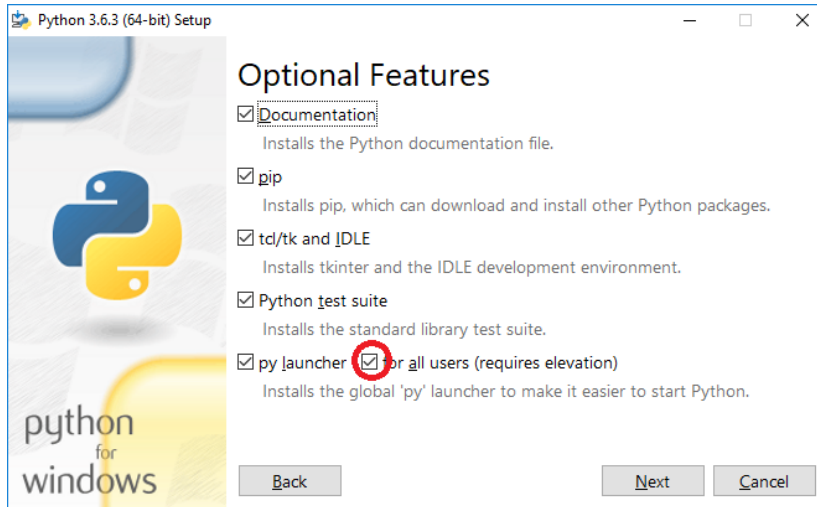 Python 3.6.3 (64-bit) Setup
Optional Features
Documentation
Installs the Python documentation file.
pip
Installs pip, which can download and install other Python packages.
tcl/tk and IDLE
Installs tkinter and the IDLE development environment.
Python test suite
Installs the standard library test suite.
py launcher for all users (requires elevation)
Installs the global 'py' launcher to make it easier to start Python.
python
for
windows
Back Next Cancel